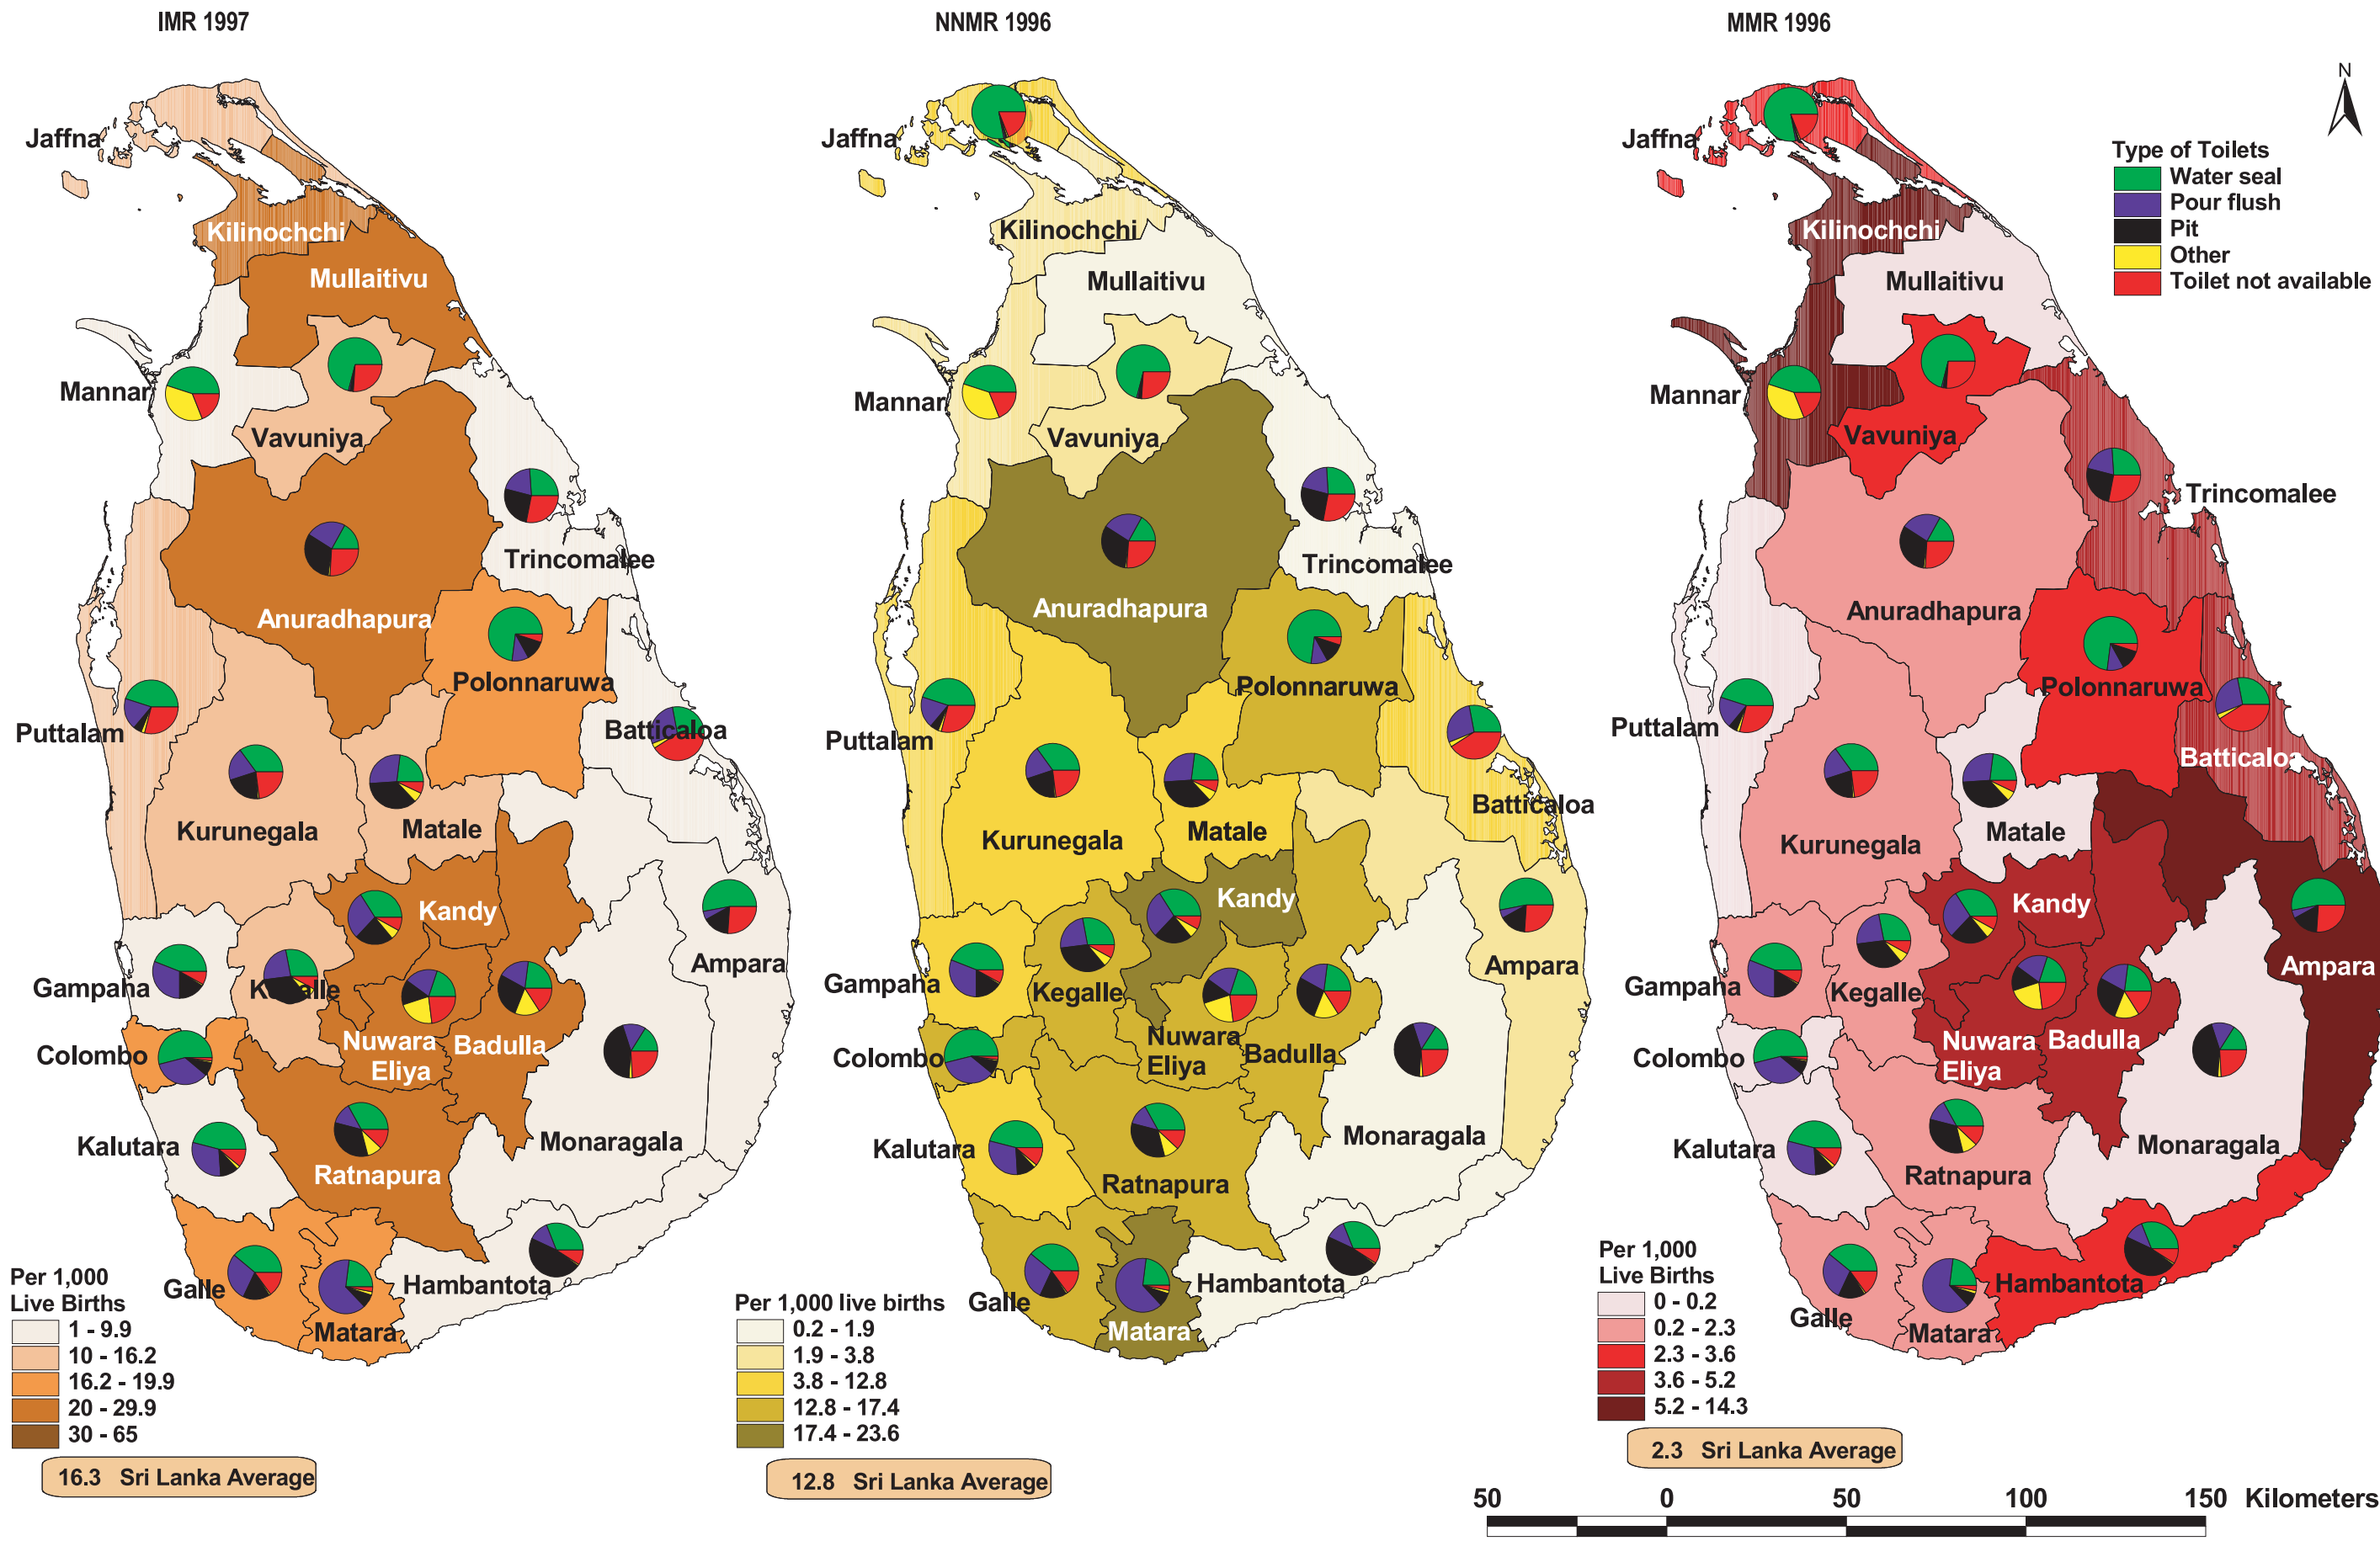 IMR 1997
Jaffna
Kilinochchi
Mullaitivu
Mannar
Vavuniya
Trincomalee
Anuradhapura
Polonnaruwa
Puttalam
Batticaloa
Kurunegala
Matale
Kandy
Ampara
Gampaha
Kegalle
Colombo
Nuwara
Eliya
Badulla
Kalutara
Monaragala
Ratnapura
Galle
Hambantota
Matara
Per 1,000
Live Births
1 - 9.9
10 - 16.2
16.2 - 19.9
20 - 29.9
30 - 65
16.3 Sri Lanka Average
NNMR 1996
Jaffna
Kilinochchi
Mullaitivu
Mannar
Vavuniya
Trincomalee
Anuradhapura
Polonnaruwa
Puttalam
Batticaloa
Kurunegala
Matale
Kandy
Ampara
Gampaha
Kegalle
Colombo
Nuwara
Eliya
Badulla
Kalutara
Monaragala
Ratnapura
Galle
Hambantota
Matara
Per 1,000 live births
0.2 - 1.9
1.9 - 3.8
3.8 - 12.8
12.8 - 17.4
17.4 - 23.6
12.8 Sri Lanka Average
MMR 1996
N
Type of Toilets
Water seal
Pour flush
Pit
Other
Toilet not available
Jaffna
Kilinochchi
Mullaitivu
Mannar
Vavuniya
Trincomalee
Anuradhapura
Polonnaruwa
Puttalam
Batticaloa
Kurunegala
Matale
Kandy
Ampara
Gampaha
Kegalle
Colombo
Nuwara
Eliya
Badulla
Kalutara
Monaragala
Ratnapura
Galle
Hambantota
Matara
Per 1,000
Live Births
0 - 0.2
0.2 - 2.3
2.3 - 3.6
3.6 - 5.2
5.2 - 14.3
2.3 Sri Lanka Average
50 0 50 100 150 Kilometers